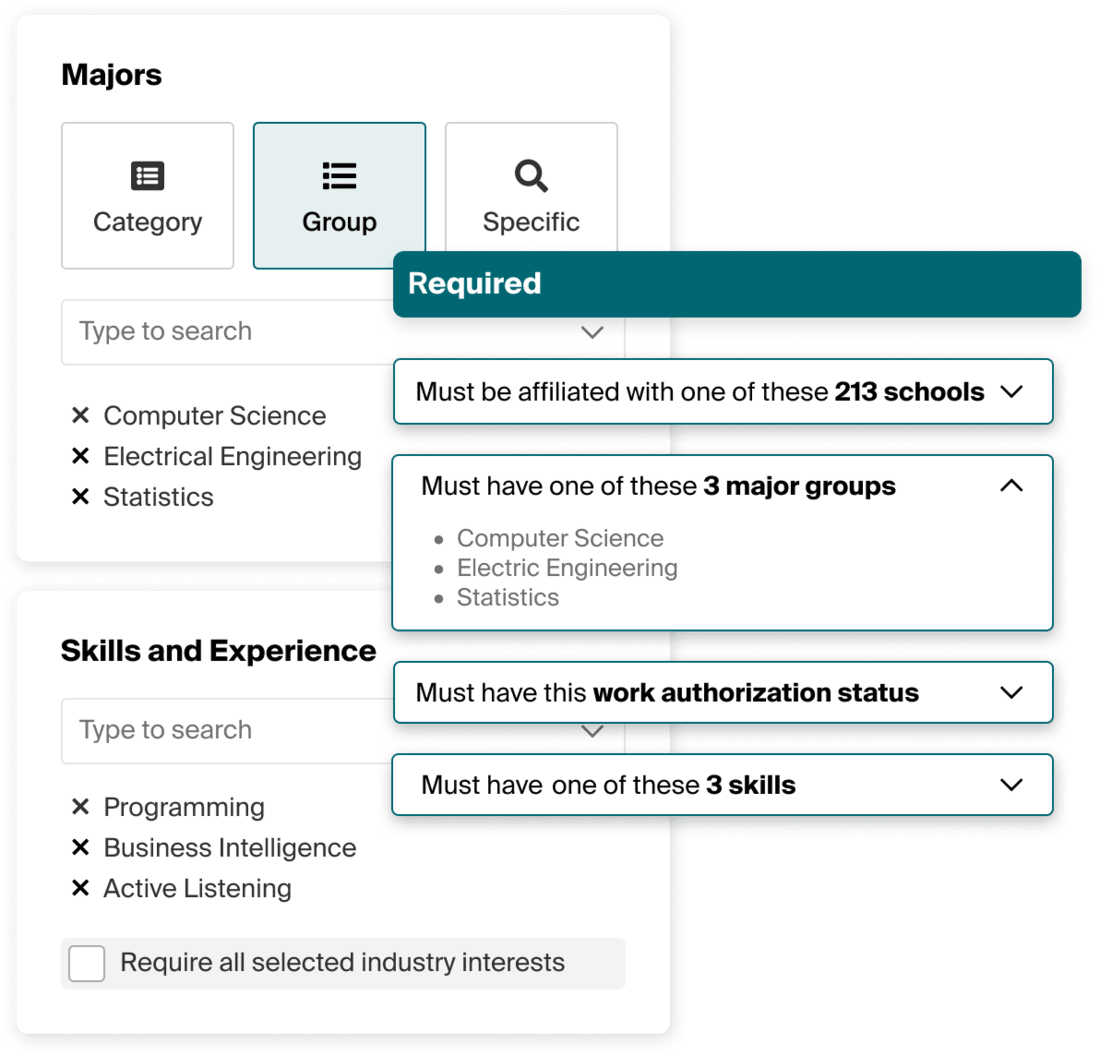 Majors
Category
Group
Specific
Type to search
Computer Science
Electrical Engineering
Statistics
Skills and Experience
Type to search
Programming
Business Intelligence
Active Listening
Require all selected industry interests
Required
Must be affiliated with one of these 213 schools
Must have one of these 3 major groups
Computer Science
Electric Engineering
Statistics
Must have this work authorization status
Must have one of these 3 skills